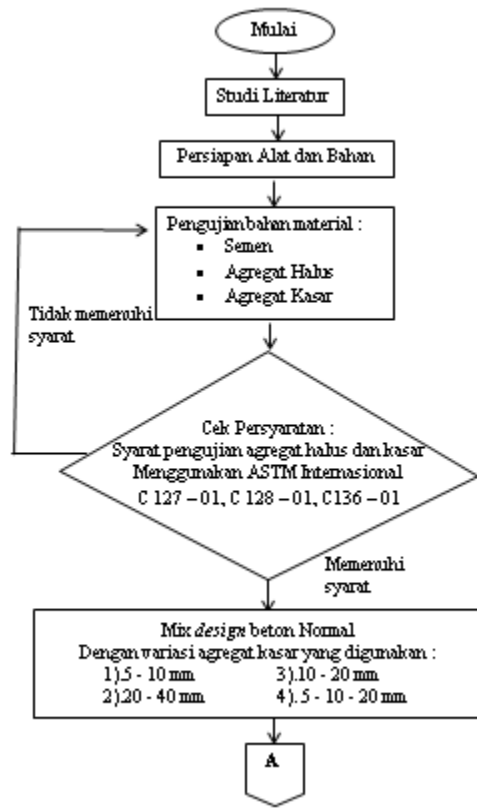 Mulai
Studi Literatur
Persiapan Alat dan Bahan
Pengujian bahan material :
▪ Semen
▪ Agregat Halus
▪ Agregat Kasar
Tidak memenuhi
syarat
Cek Persyaratan :
Syarat pengujian agregat halus dan kasar
Menggunakan ASTM Internasional
C 127 – 01, C 128 – 01, C136 – 01
Memenuhi
syarat
Mix design beton Normal
Dengan variasi agregat kasar yang digunakan :
1).5 - 10 mm 3).10 - 20 mm
2).20 - 40 mm 4). 5 - 10 - 20 mm
A